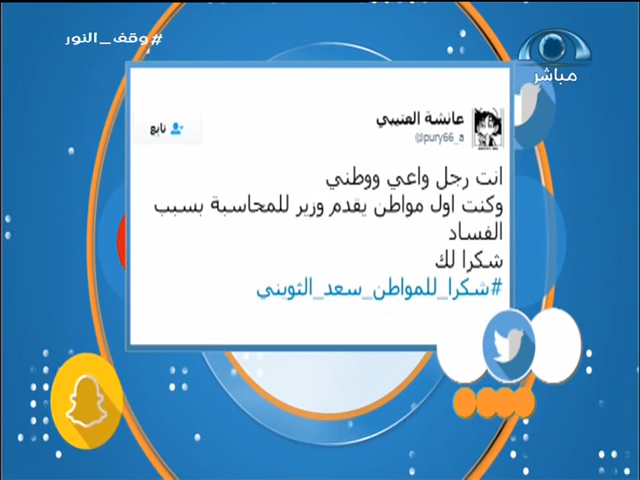 #وقف_النور
مباشر
عائشة العتيبي
@pury66_a
تابع
انت رجل واعي ووطني
وكنت اول مواطن يقدم وزير للمحاسبة بسبب
الفساد
شكرا لك
#شكرا_للمواطن_سعد_الثويني